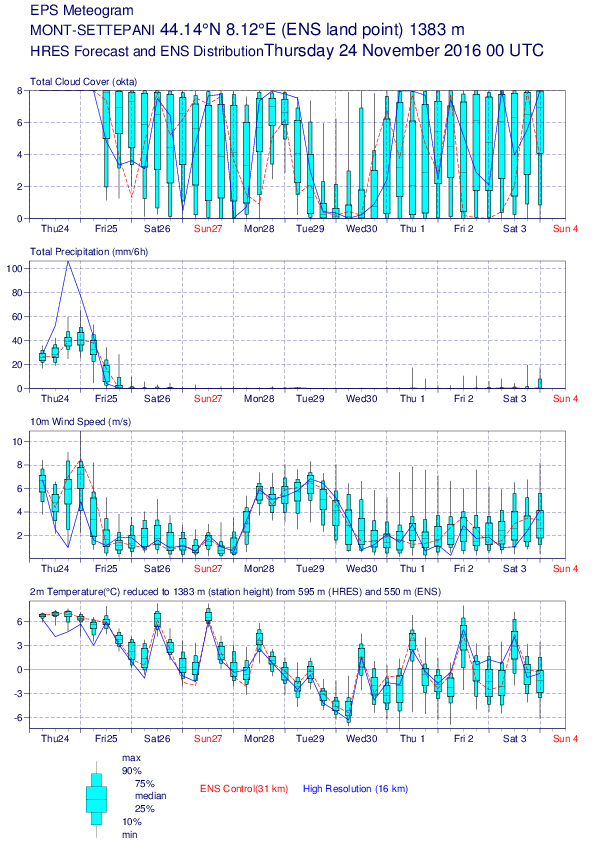 EPS Meteogram
MONT-SETTEPANI 44.14°N 8.12°E (ENS land point) 1383 m
HRES Forecast and ENS Distribution Thursday 24 November 2016 00 UTC
Total Cloud Cover (okta)
8
6
4
2
0
Thu24 Fri25 Sat26 Sun27 Mon28 Tue29 Wed30 Thu 1 Fri 2 Sat 3 Sun 4
Total Precipitation (mm/6h)
100
80
60
40
20
0
Thu24 Fri25 Sat26 Sun27 Mon28 Tue29 Wed30 Thu 1 Fri 2 Sat 3 Sun 4
10m Wind Speed (m/s)
10
8
6
4
2
Thu24 Fri25 Sat26 Sun27 Mon28 Tue29 Wed30 Thu 1 Fri 2 Sat 3 Sun 4
2m Temperature(°C) reduced to 1383 m (station height) from 595 m (HRES) and 550 m (ENS)
6
3
0
-3
-6
Thu24 Fri25 Sat26 Sun27 Mon28 Tue29 Wed30 Thu 1 Fri 2 Sat 3 Sun 4
max
90%
75%
median
25%
10%
min
ENS Control(31 km) High Resolution (16 km)